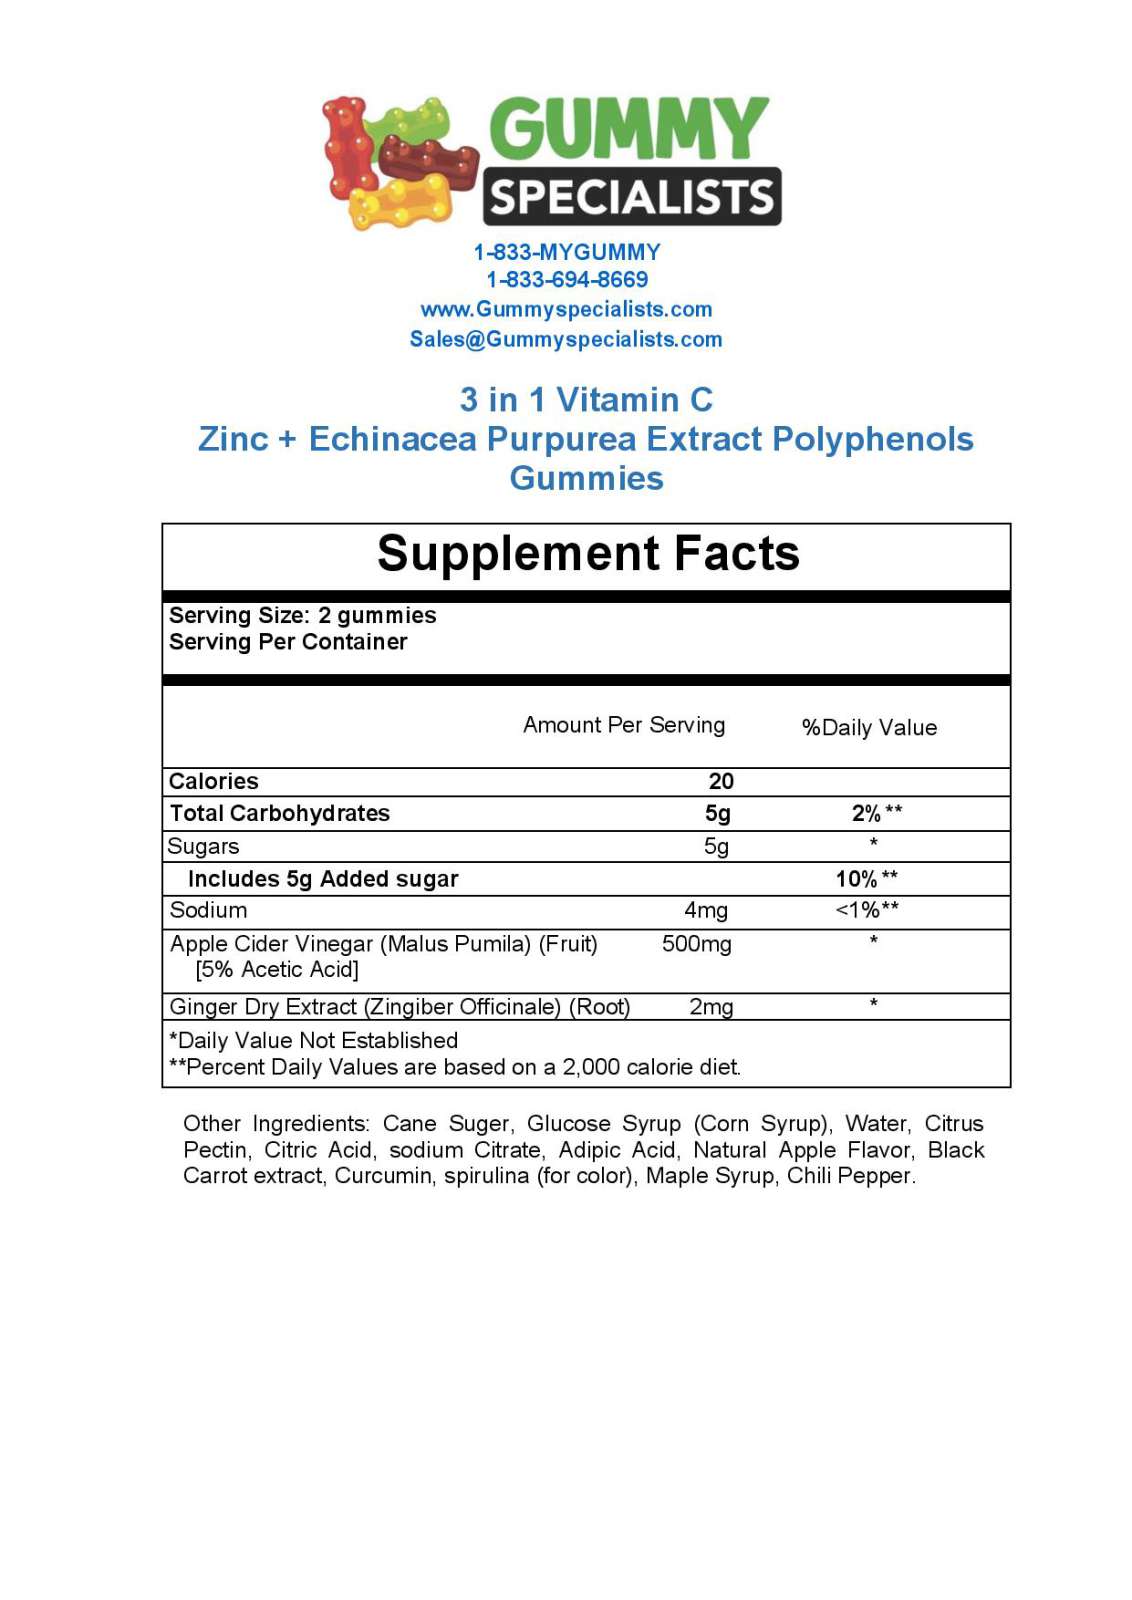 GUMMY
SPECIALISTS
1-833-MYGUMMY
1-833-694-8669
www.Gummyspecialists.com
Sales@Gummyspecialists.com
3 in 1 Vitamin C
Zinc + Echinacea Purpurea Extract Polyphenols
Gummies
Supplement Facts
Serving Size: 2 gummies
Serving Per Container
Amount Per Serving %Daily Value
Calories 20
Total Carbohydrates 5g 2%**
Sugars 5g *
Includes 5g Added sugar 10%**
Sodium 4mg <1%**
Apple Cider Vinegar (Malus Pumila) (Fruit) 500mg *
[5% Acetic Acid]
Ginger Dry Extract (Zingiber Officinale) (Root) 2mg *
*Daily Value Not Established
**Percent Daily Values are based on a 2,000 calorie diet.
Other Ingredients: Cane Suger, Glucose Syrup (Corn Syrup), Water, Citrus
Pectin, Citric Acid, sodium Citrate, Adipic Acid, Natural Apple Flavor, Black
Carrot extract, Curcumin, spirulina (for color), Maple Syrup, Chili Pepper.